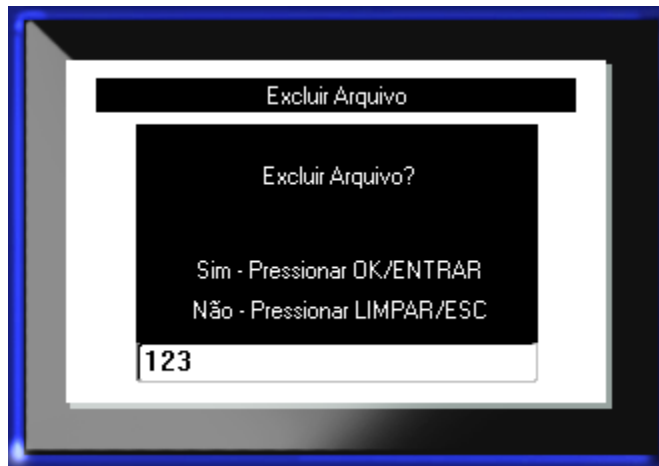 Excluir Arquivo
Excluir Arquivo?
Sim - Pressionar OK/ENTRAR
Não - Pressionar LIMPAR/ESC
123